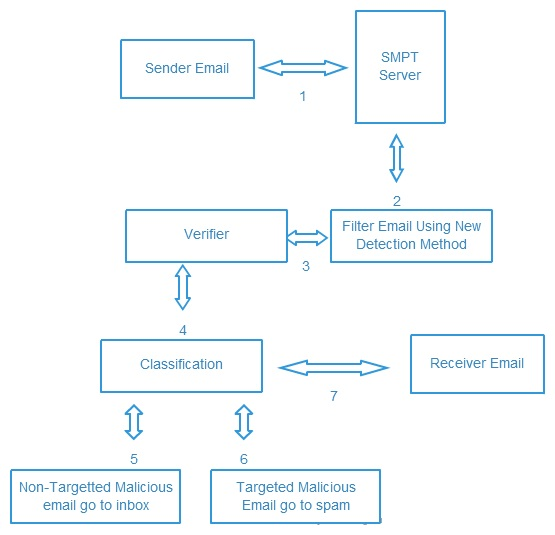 Sender Email
SMPT
Server
1
2
Verifier
Filter Email Using New
Detection Method
3
4
Classification
Receiver Email
7
5
6
Non-Targetted Malicious
email go to inbox
Targeted Malicious
Email go to spam